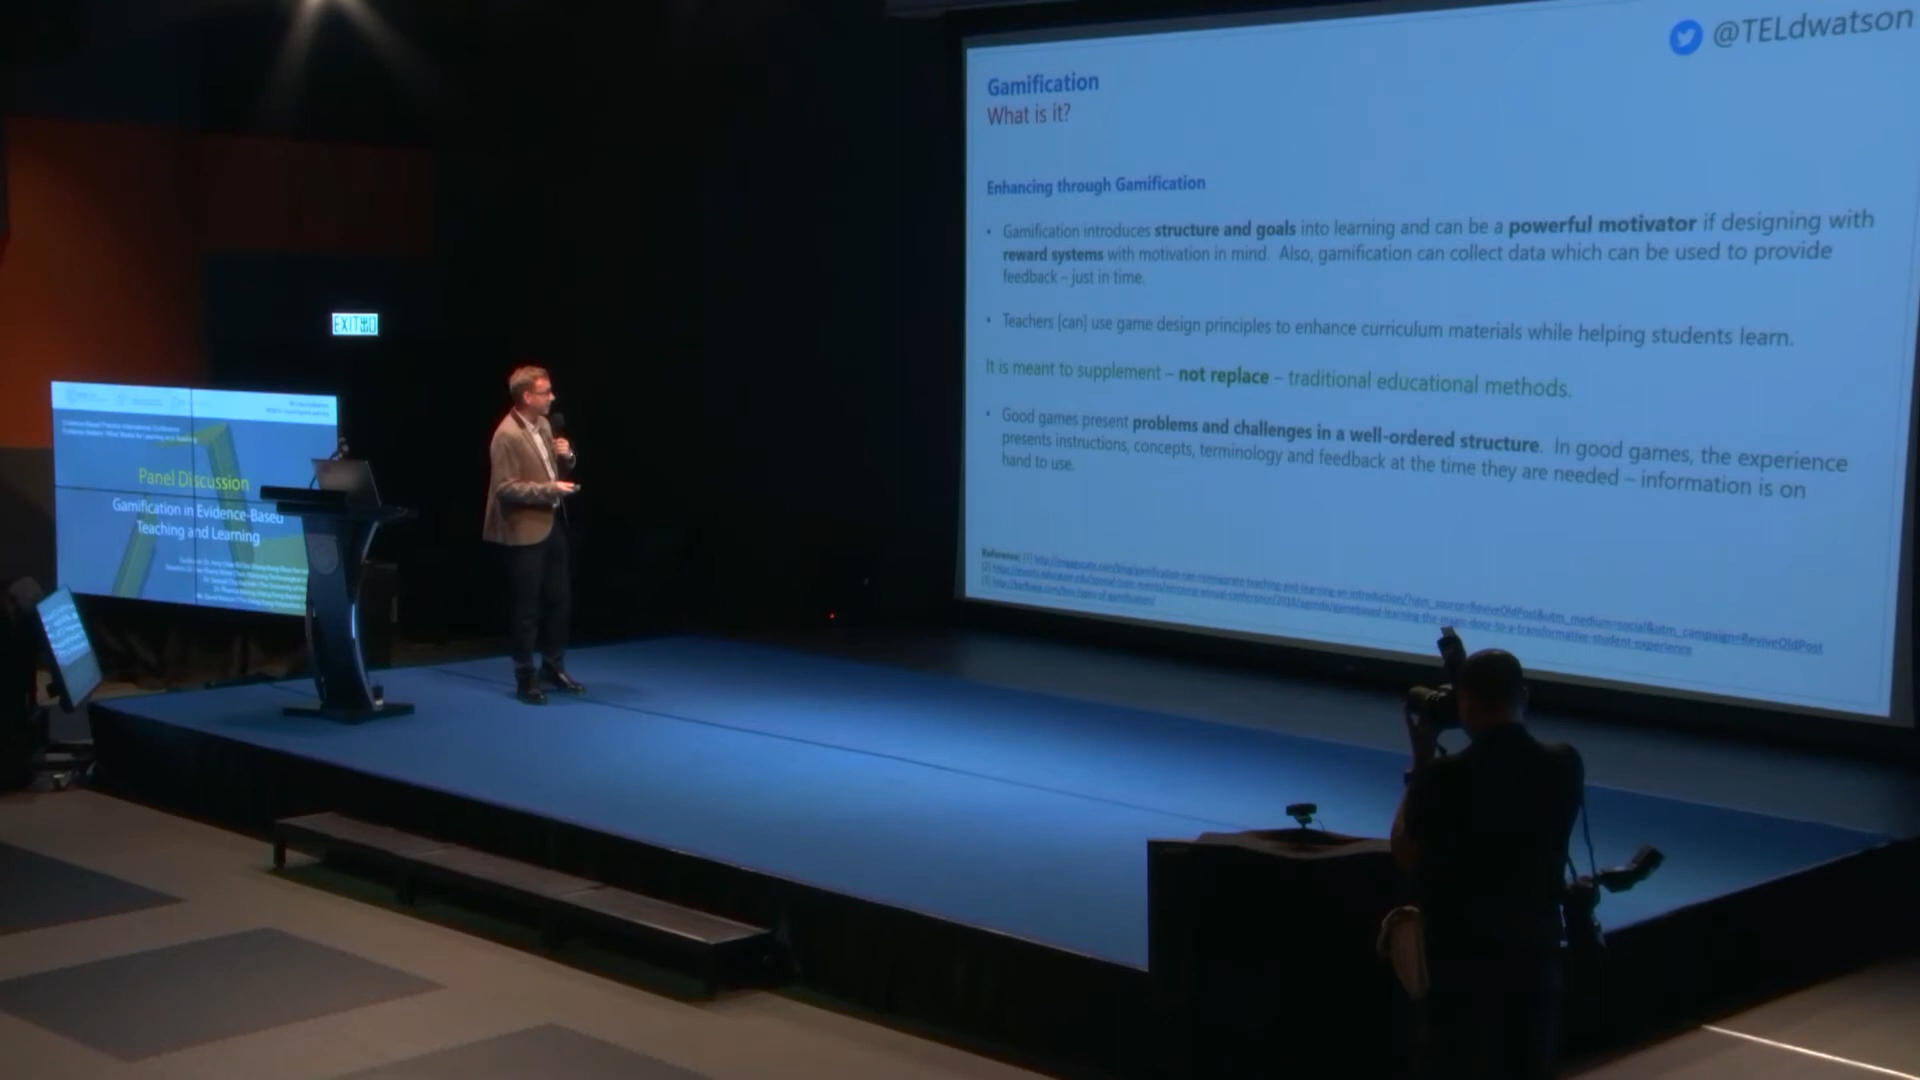 @TELdwatson
Gamification
What is it?
Enhancing through Gamification
• Gamification introduces structure and goals into learning and can be a powerful motivator if designing with
reward systems with motivation in mind. Also, gamification can collect data which can be used to provide
feedback – just in time.
• Teachers [can] use game design principles to enhance curriculum materials while helping students learn.
It is meant to supplement – not replace – traditional educational methods.
• Good games present problems and challenges in a well-ordered structure. In good games, the experience
presents instructions, concepts, terminology and feedback at the time they are needed – information is on
hand to use.
Reference:
EXIT
Panel Discussion
Gamification in Evidence-Based
Teaching and Learning